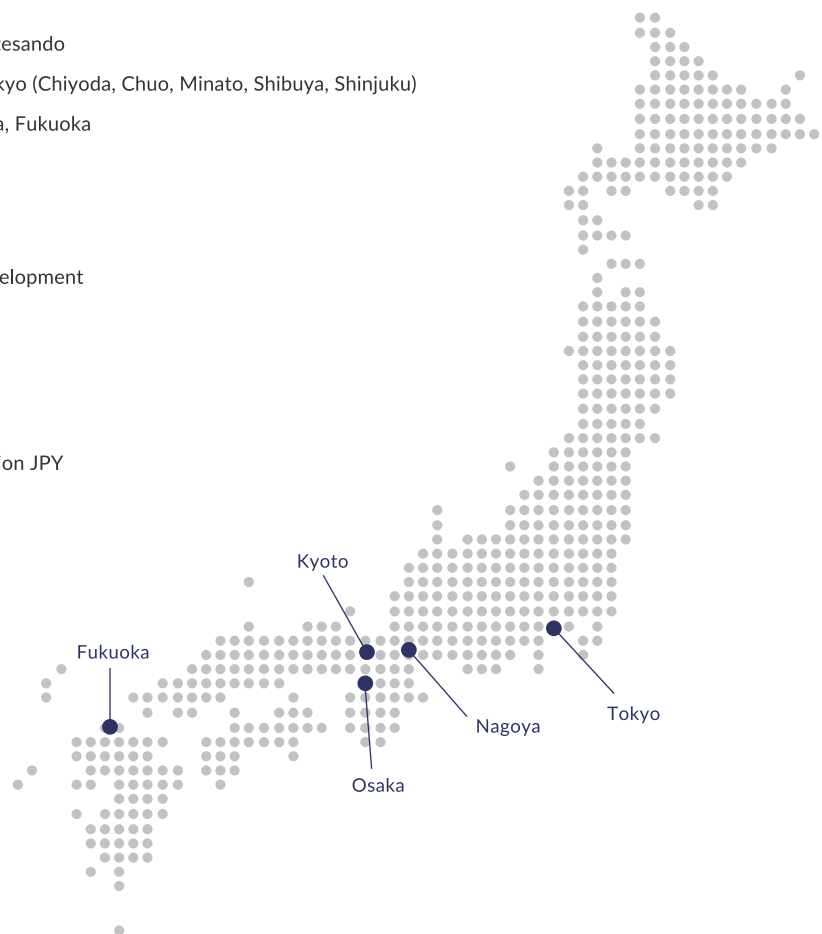 esando
kyo (Chiyoda, Chuo, Minato, Shibuya, Shinjuku)
a, Fukuoka
elopment
ion JPY
Kyoto
Fukuoka
Tokyo
Nagoya
Osaka